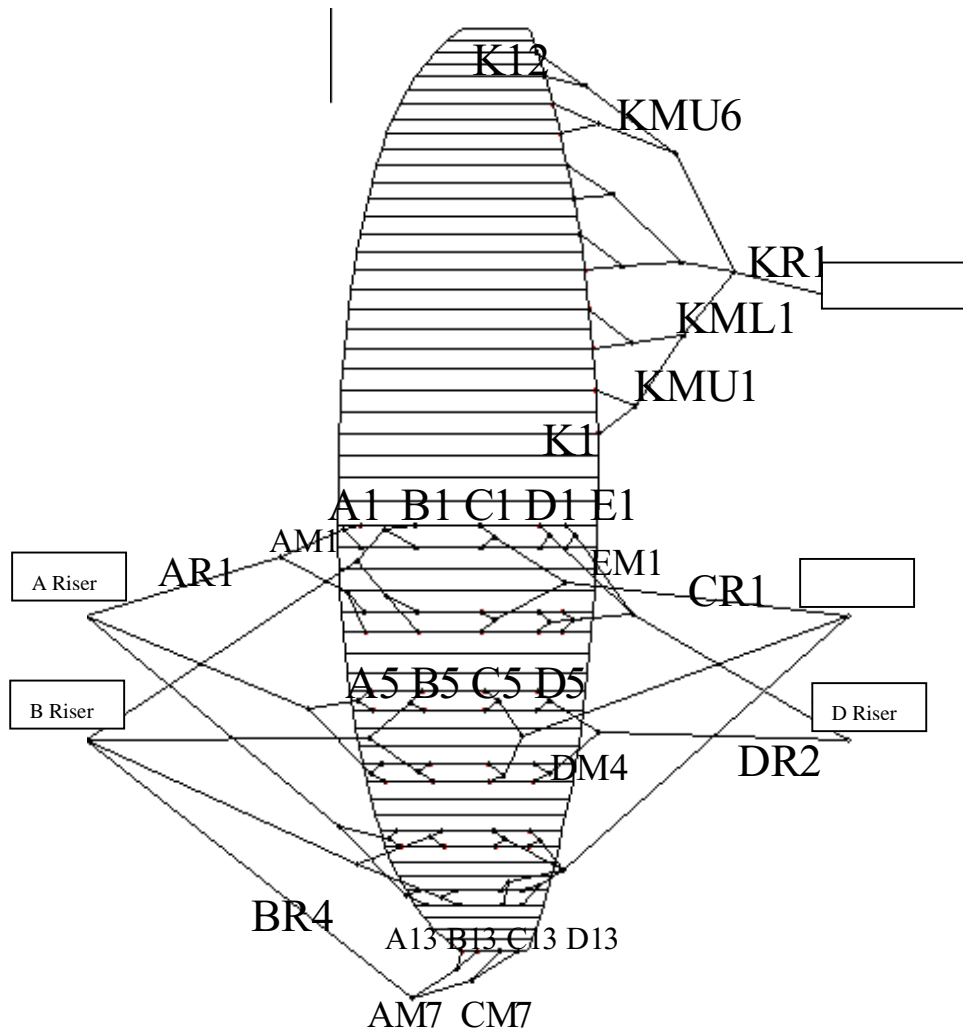 K12
KMU6
KR1
KML1
KMU1
K1
A1 B1 C1 D1 E1
AM1 EM1
A Riser AR1 CR1
A5 B5 C5 D5
B Riser D Riser
DM4 DR2
BR4
A13 B13 C13 D13
AM7 CM7